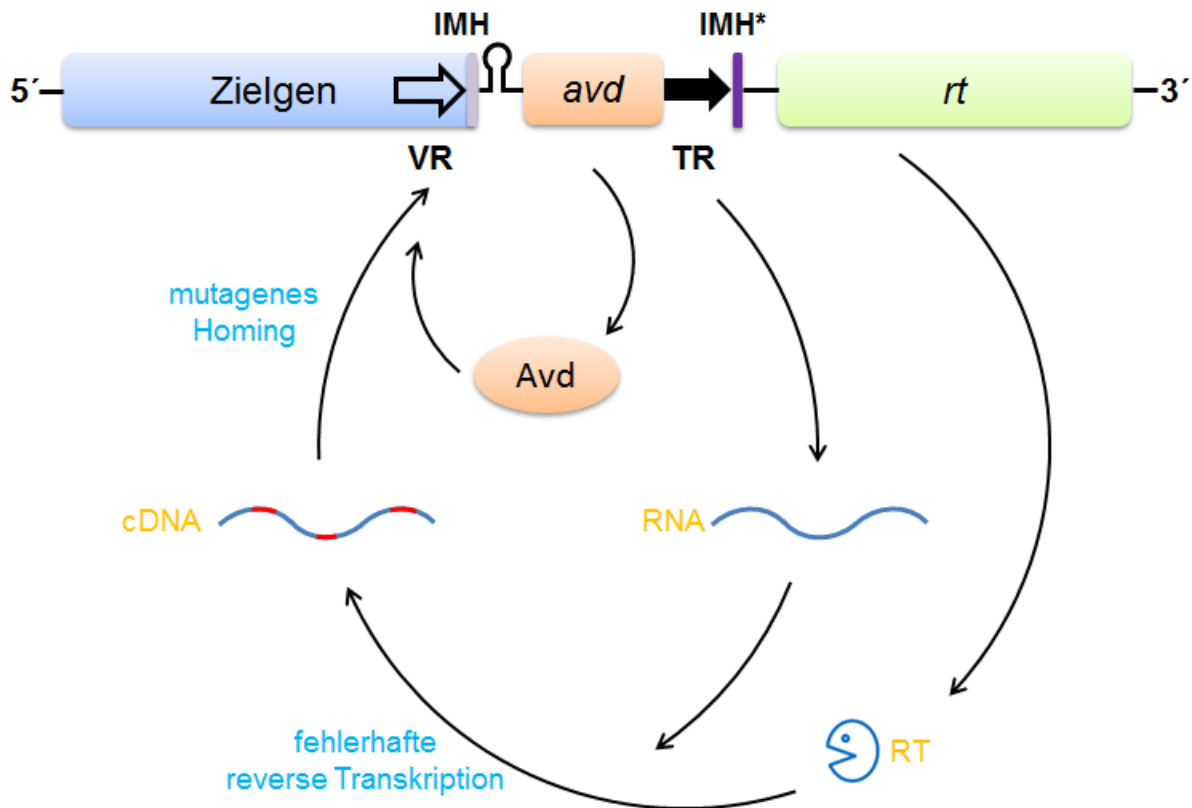 IMH
IMH*
5´
Zielgen
avd
rt
3´
VR
TR
mutagenes
Homing
Avd
cDNA
RNA
fehlerhafte
reverse Transkription
RT